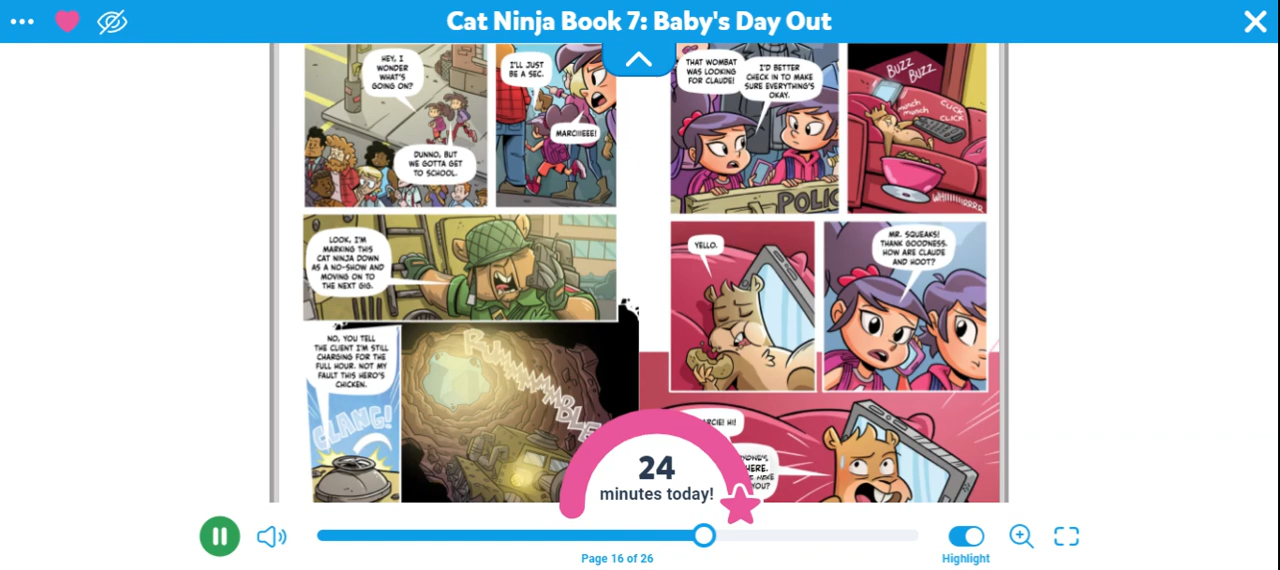 Cat Ninja Book 7: Baby's Day Out
HEY, I
WONDER
WHAT'S
GOING ON?
DUNNO, BUT
WE GOTTA GET
TO SCHOOL.
I'LL JUST
BE A SEC.
MARCIIEEE!
LOOK, I'M
MARKING THIS
CAT NINJA DOWN
AS A NO-SHOW AND
MOVING ON TO
THE NEXT GIG.
NO, YOU TELL
THE CLIENT I'M STILL
CHARGING FOR THE
FULL HOUR. NOT MY
FAULT THIS HERO'S
CHICKEN.
CLANG!
THAT WOMBAT
WAS LOOKING
FOR CLAUDE!
I'D BETTER
CHECK IN TO MAKE
SURE EVERYTHING'S
OKAY.
POLIC
BUZZ
BUZZ
munch
munch
CLICK
CLICK
YELLO.
MR. SQUEAKS!
THANK GOODNESS.
HOW ARE CLAUDE
AND HOOT?
HI!
HERE.
YOU?
24
minutes today!
Page 16 of 26
Highlight